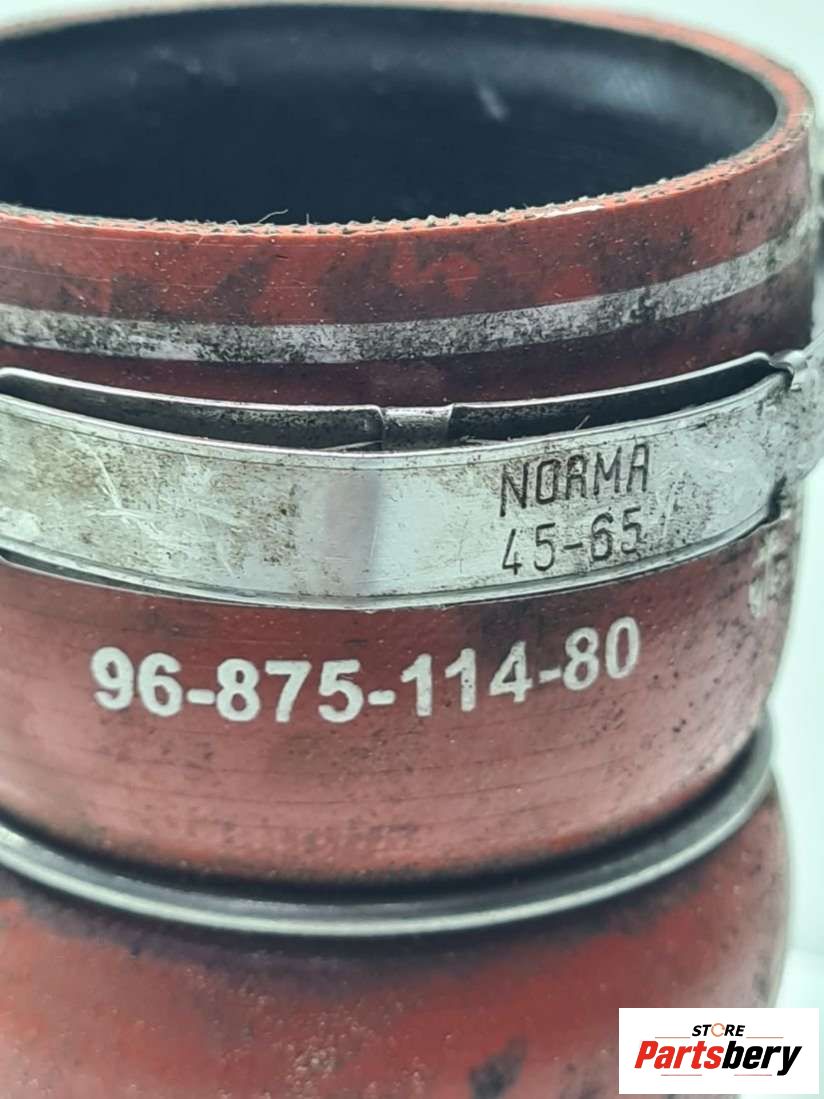 NORMA
45-65
96-875-114-80
STORE
Partsbery